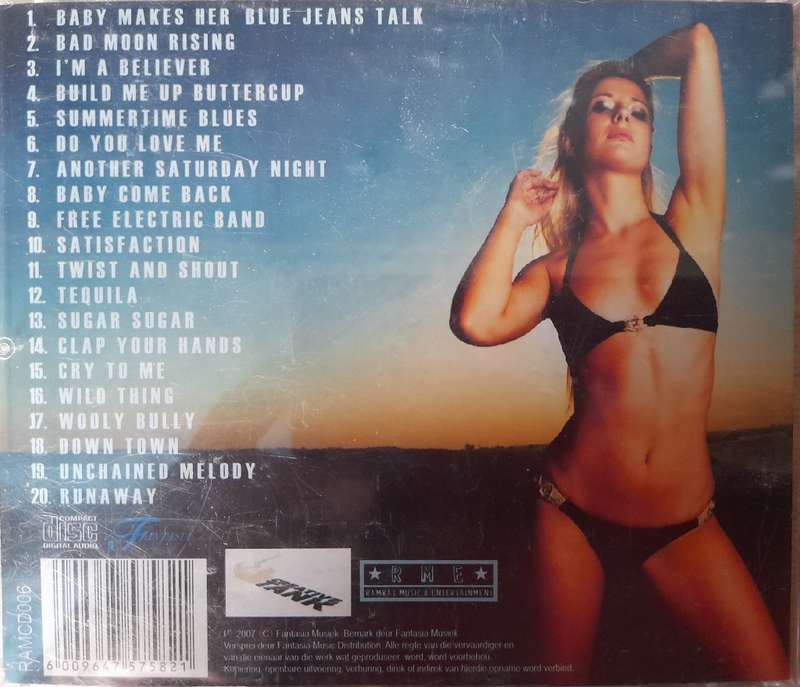 1. BABY MAKES HER BLUE JEANS TALK
2. BAD MOON RISING
3. I'M A BELIEVER
4. BUILD ME UP BUTTERCUP
5. SUMMERTIME BLUES
6. DO YOU LOVE ME
7. ANOTHER SATURDAY NIGHT
8. BABY COME BACK
9. FREE ELECTRIC BAND
10. SATISFACTION
11. TWIST AND SHOUT
12. TEQUILA
13. SUGAR SUGAR
14. CLAP YOUR HANDS
15. CRY TO ME
16. WILD THING
17. WOOLY BULLY
18. DOWN TOWN
19. UNCHAINED MELODY
20. RUNAWAY
COMPACT
disc
DIGITAL AUDIO
RAMCD006
6009647575821
TANK
RME
MUSIC & ENTERTAINMENT
2007 Fantasia Musiek. Bemark deur Fantasia Musiek
Versprei deur Fantasia-Music Distribution. Alle regte van die vervaardiger en
van die eienaar van die werk wat geproduseer word, word voorbehou.
Kopiering, openbare uitvoering, verhuring, direk of indirek van hierdie opname word verbied.